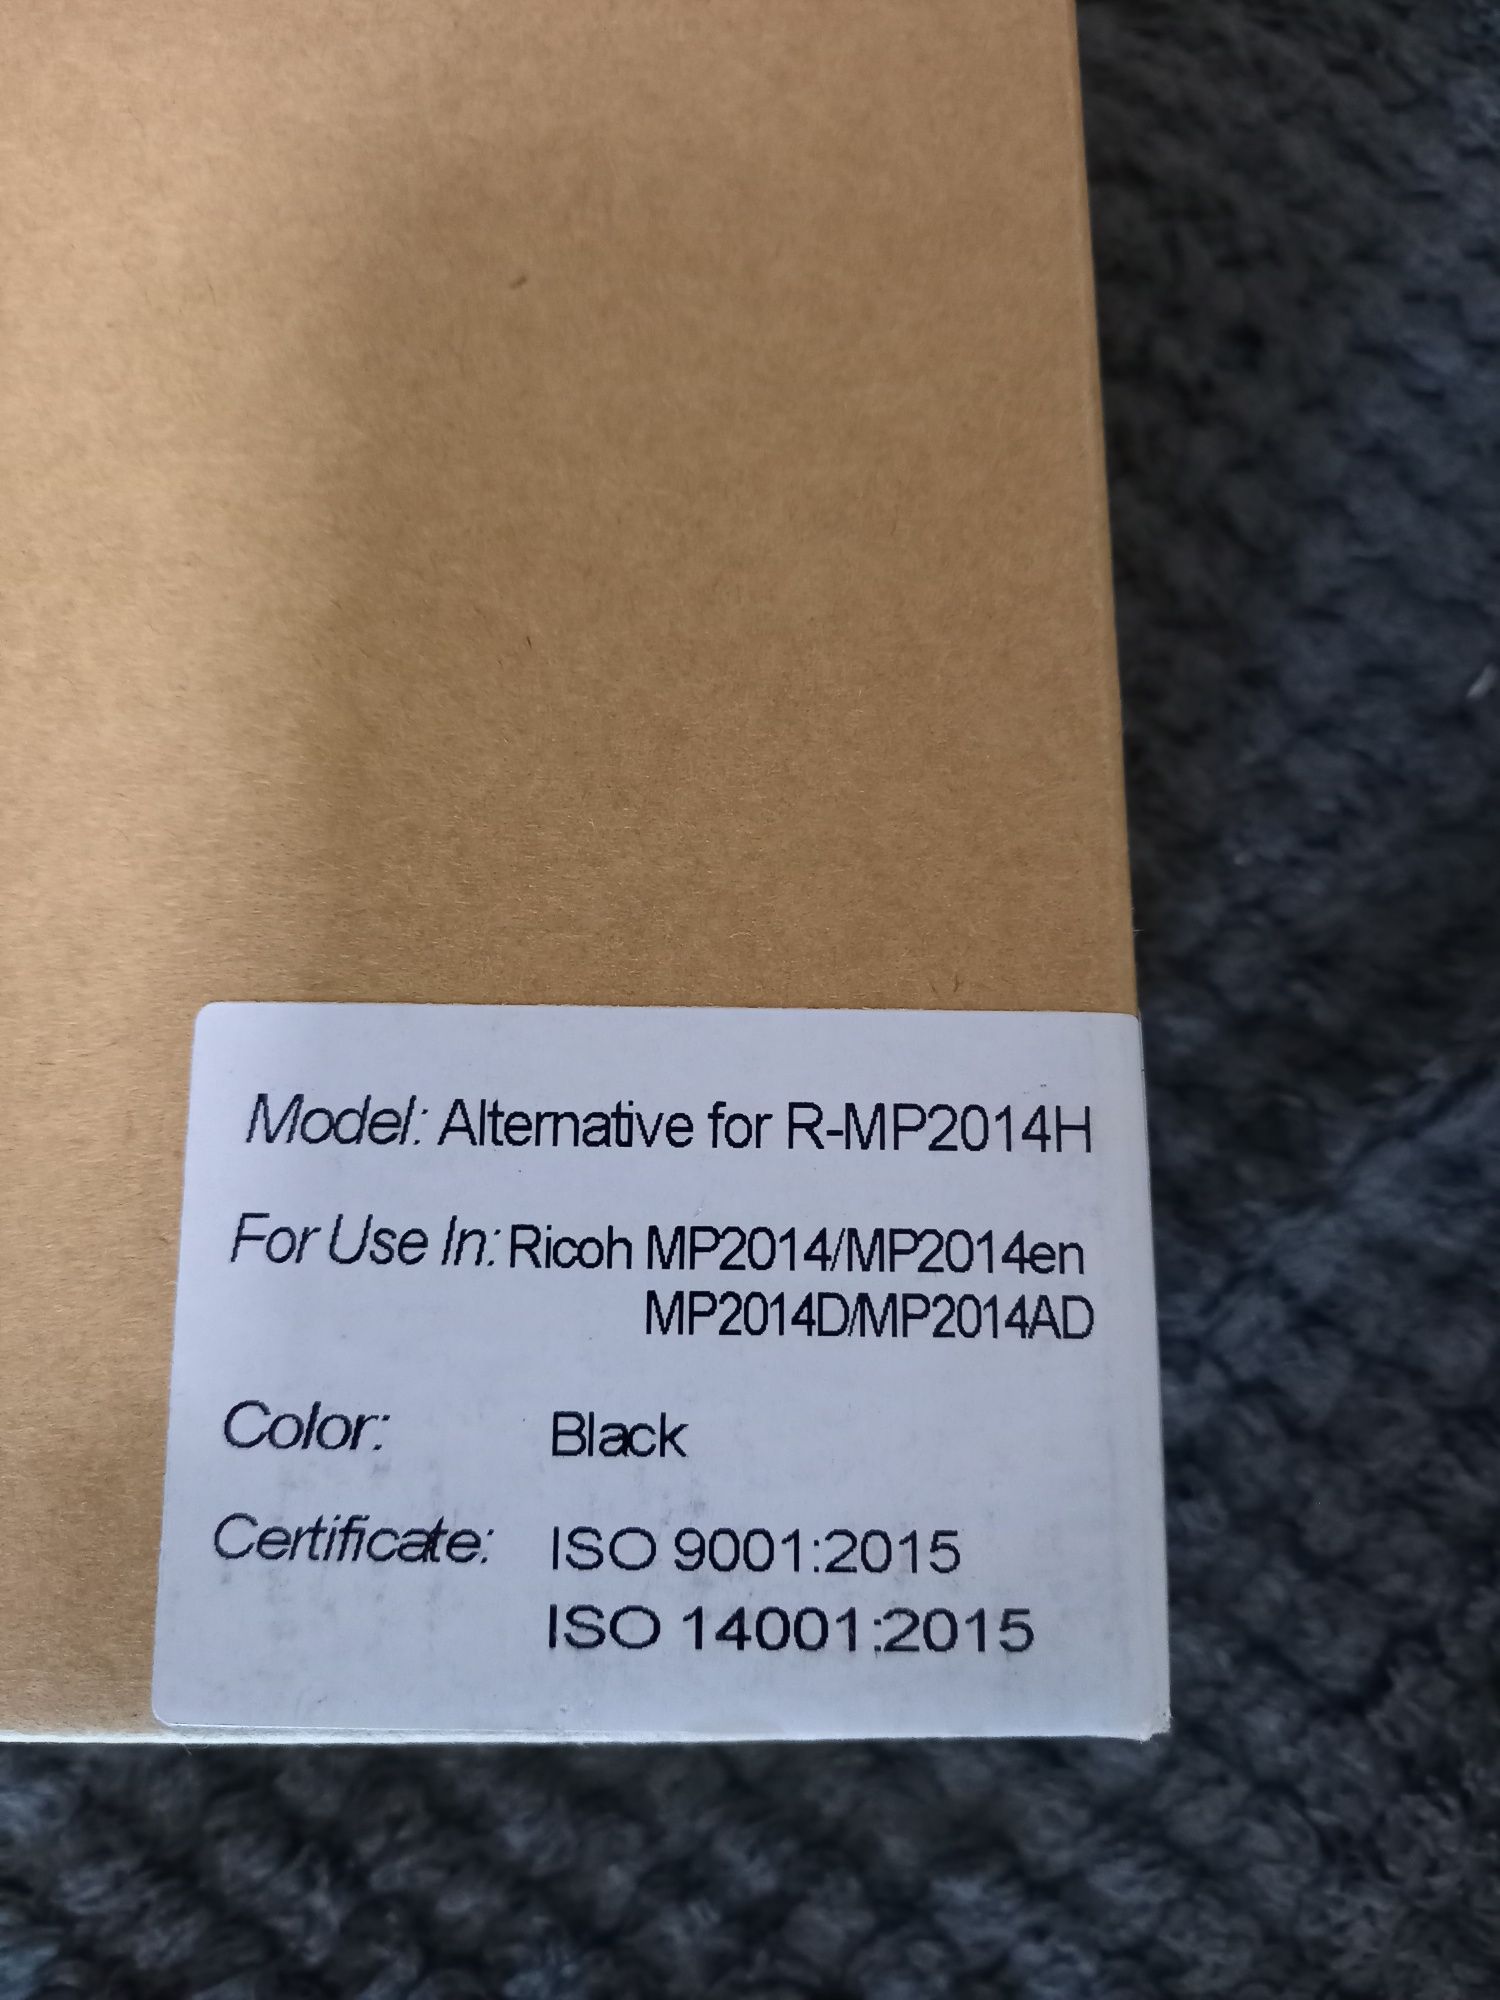 Model: Alternative for R-MP2014H
For Use In: Ricoh MP2014/MP2014en
MP2014D/MP2014AD
Color: Black
Certificate: ISO 9001:2015
ISO 14001:2015